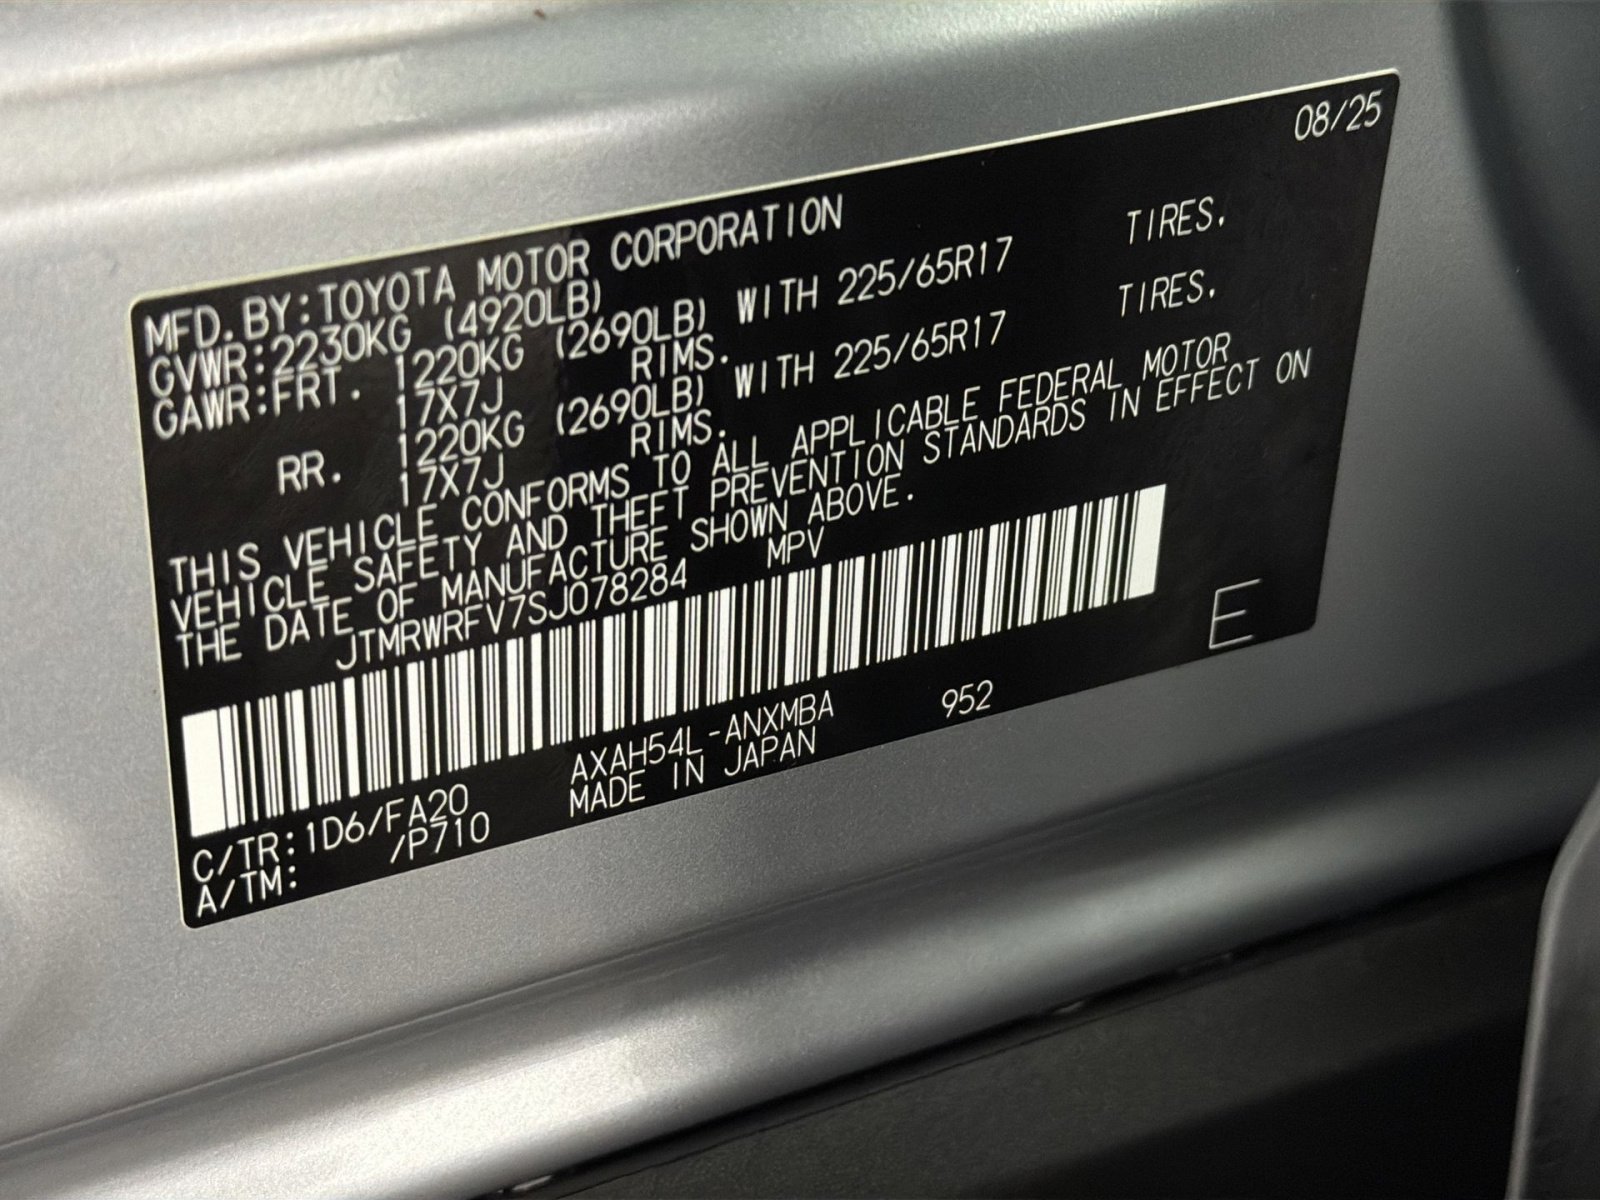 08/25
MFD.BY:TOYOTA MOTOR CORPORATION
GVWR:2230KG (4920LB)
GAWR:FRT. 1220KG (2690LB) WITH 225/65R17 TIRES,
17X7J RIMS.
RR. 1220KG (2690LB) WITH 225/65R17 TIRES,
17X7J RIMS.
THIS VEHICLE CONFORMS TO ALL APPLICABLE FEDERAL MOTOR
VEHICLE SAFETY AND THEFT PREVENTION STANDARDS IN EFFECT ON
THE DATE OF MANUFACTURE SHOWN ABOVE.
JTMRWRFV7SJ078284 MPV
E
C/TR:1D6/FA20 AXAH54L-ANXMBA 952
A/TM: /P710 MADE IN JAPAN